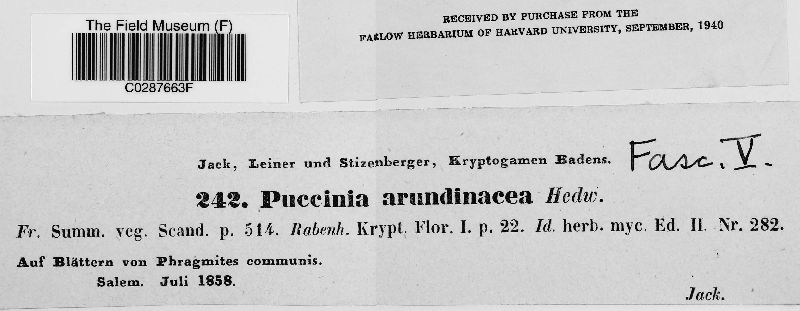 The Field Museum (F)
C0287663F
RECEIVED BY PURCHASE FROM THE
FARLOW HERBARIUM OF HARVARD UNIVERSITY, SEPTEMBER, 1940
Jack, Leiner und Stizenberger, Kryptogamen Badens. Fasc. V.
242. Puccinia arundinacea Hedw.
Fr. Summ. veg. Scand. p. 514. Rabenh. Krypt. Flor. I. p. 22. Id. herb. myc. Ed. II. Nr. 282.
Auf Blättern von Phragmites communis.
Salem. Juli 1858.
Jack.